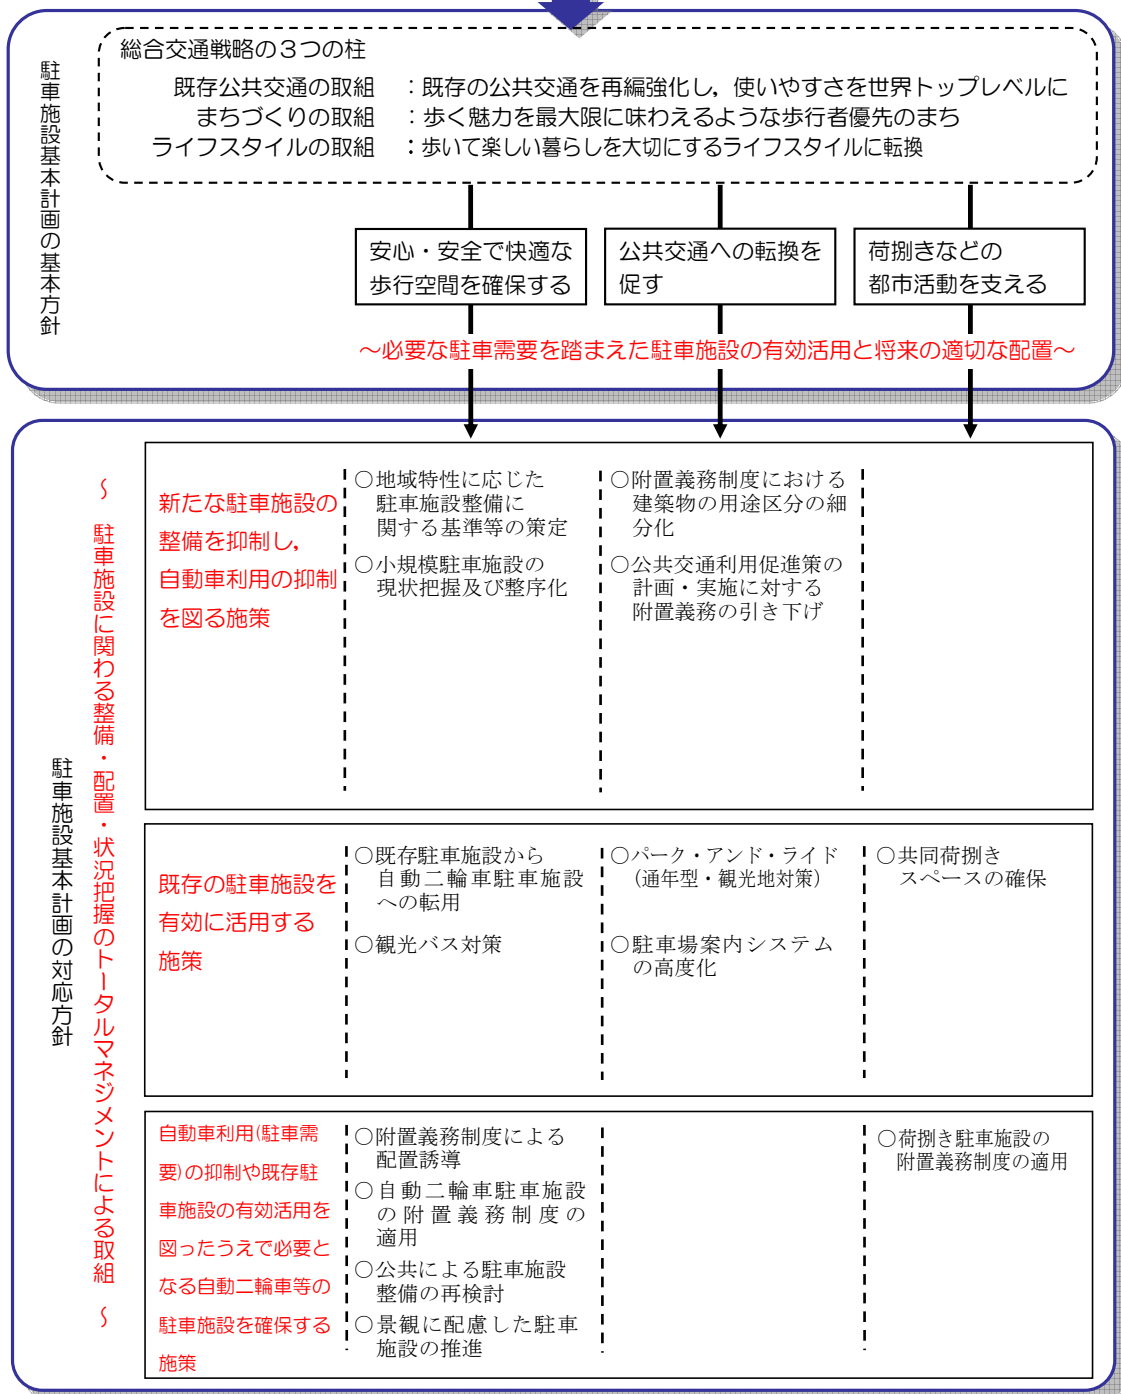 駐車施設基本計画の基本方針
総合交通戦略の３つの柱
既存公共交通の取組　：既存の公共交通を再編強化し，使いやすさを世界トップレベルに
まちづくりの取組　：歩く魅力を最大限に味わえるような歩行者優先のまち
ライフスタイルの取組　：歩いて楽しい暮らしを大切にするライフスタイルに転換
安心・安全で快適な
歩行空間を確保する
公共交通への転換を
促す
荷捌きなどの
都市活動を支える
～必要な駐車需要を踏まえた駐車施設の有効活用と将来の適切な配置～
駐車施設基本計画の対応方針
～　駐車施設に関わる整備・配置・状況把握のトータルマネジメントによる取組　～
新たな駐車施設の
整備を抑制し，
自動車利用の抑制
を図る施策
○地域特性に応じた
駐車施設整備に
関する基準等の策定
○小規模駐車施設の
現状把握及び整序化
○附置義務制度における
建築物の用途区分の細
分化
○公共交通利用促進策の
計画・実施に対する
附置義務の引き下げ
既存の駐車施設を
有効に活用する
施策
○既存駐車施設から
自動二輪車駐車施設
への転用
○観光バス対策
○パーク・アンド・ライド
（通年型・観光地対策）
○駐車場案内システム
の高度化
○共同荷捌き
スペースの確保
自動車利用(駐車需
要)の抑制や既存駐
車施設の有効活用を
図ったうえで必要と
なる自動二輪車等の
駐車施設を確保する
施策
○附置義務制度による
配置誘導
○自動二輪車駐車施設
の附置義務制度の
適用
○公共による駐車施設
整備の再検討
○景観に配慮した駐車
施設の推進
○荷捌き駐車施設の
附置義務制度の適用